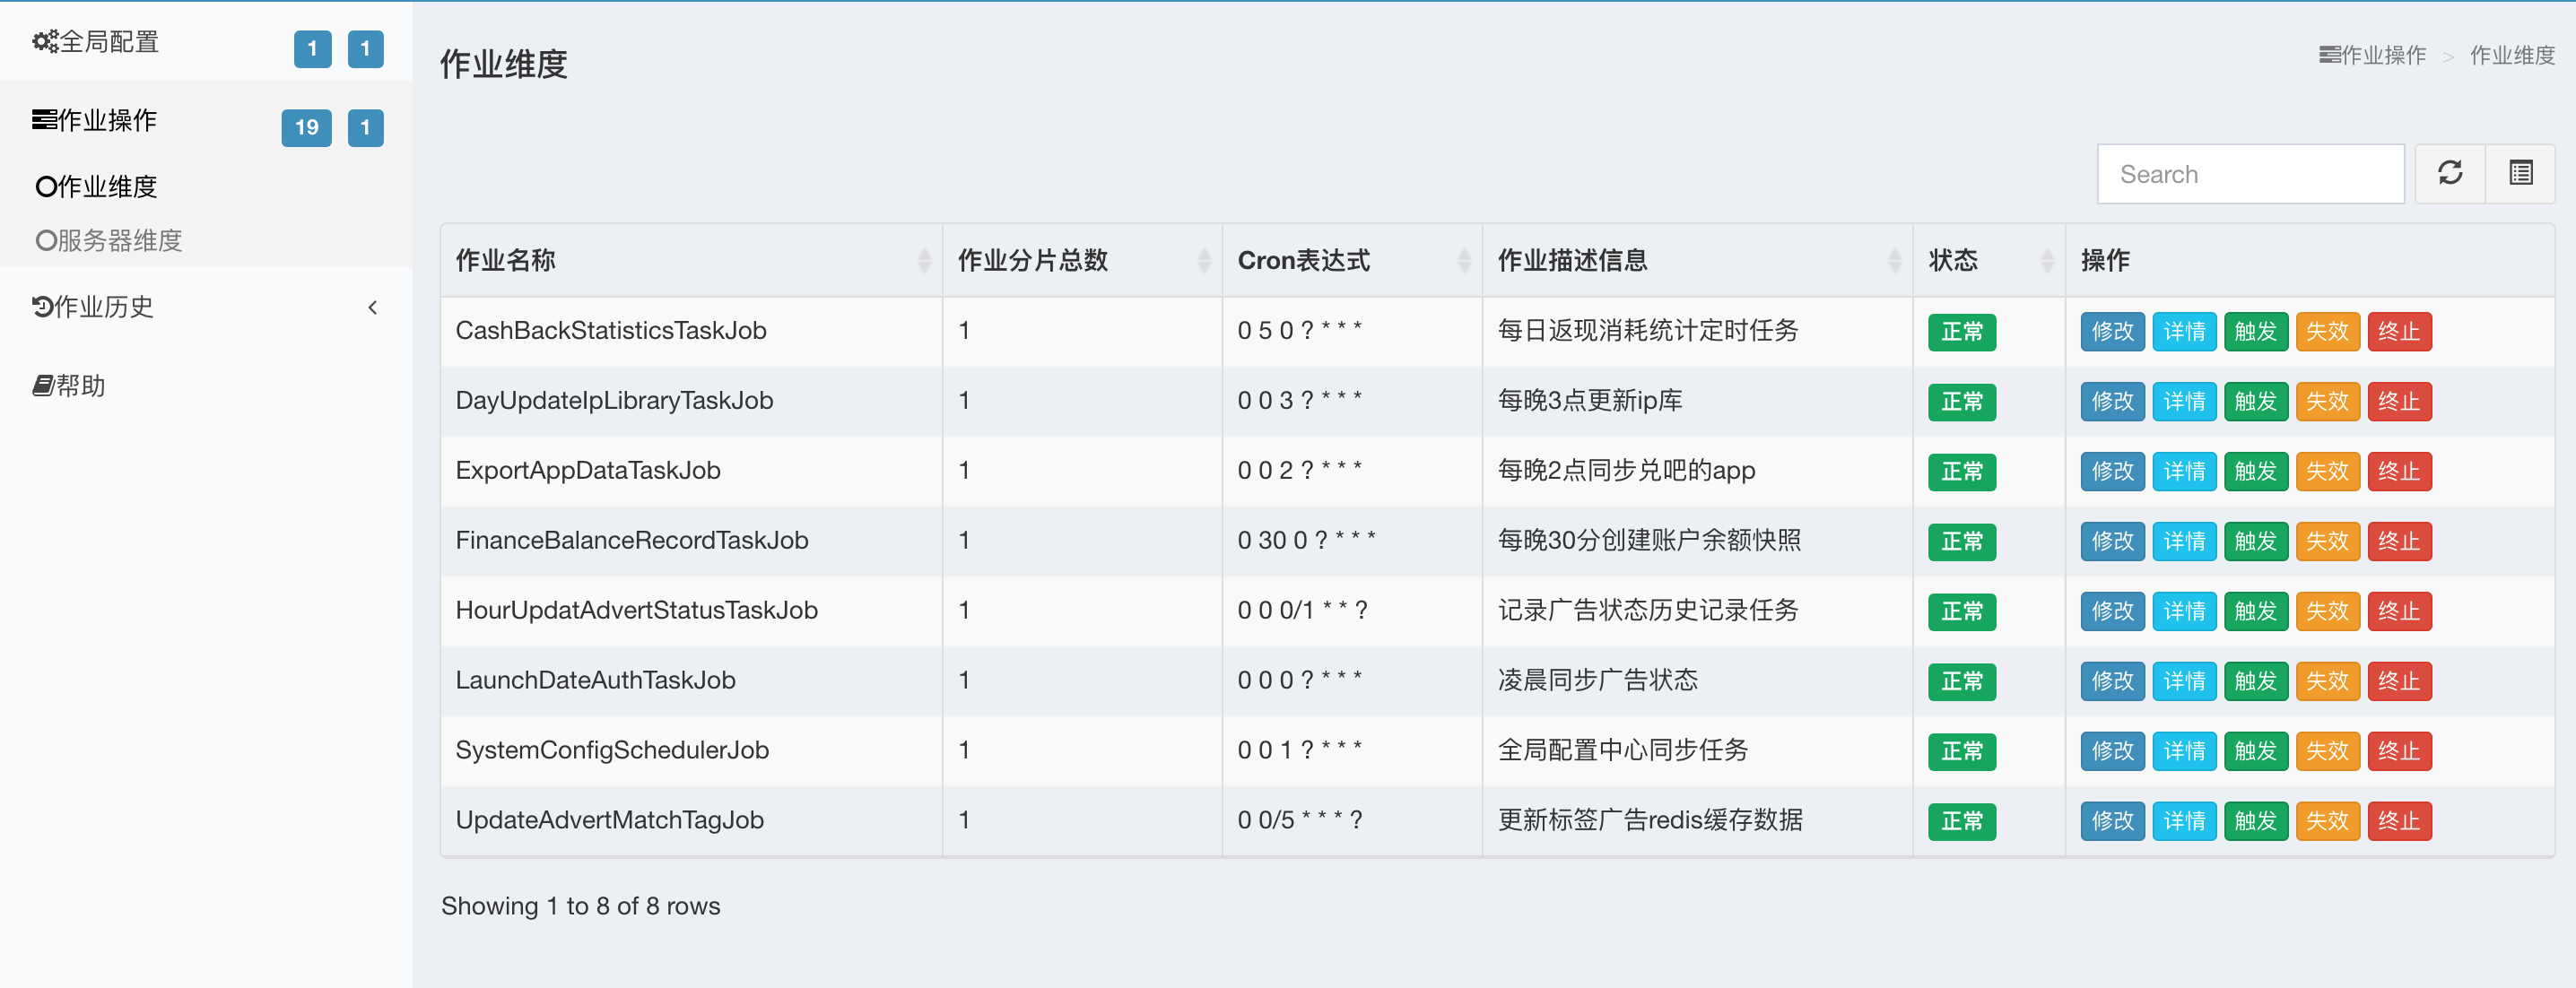 全局配置 1 1
作业操作 19 1
作业维度
服务器维度
作业历史
帮助
作业维度
作业操作 > 作业维度
Search
作业名称 作业分片总数 Cron表达式 作业描述信息 状态 操作
CashBackStatisticsTaskJob 1 0 5 0 ? * * * 每日返现消耗统计定时任务 正常 修改 详情 触发 失效 终止
DayUpdateIpLibraryTaskJob 1 0 0 3 ? * * * 每晚3点更新ip库 正常 修改 详情 触发 失效 终止
ExportAppDataTaskJob 1 0 0 2 ? * * * 每晚2点同步兑吧的app 正常 修改 详情 触发 失效 终止
FinanceBalanceRecordTaskJob 1 0 30 0 ? * * * 每晚30分创建账户余额快照 正常 修改 详情 触发 失效 终止
HourUpdatAdvertStatusTaskJob 1 0 0 0/1 * * ? 记录广告状态历史记录任务 正常 修改 详情 触发 失效 终止
LaunchDateAuthTaskJob 1 0 0 0 ? * * * 凌晨同步广告状态 正常 修改 详情 触发 失效 终止
SystemConfigSchedulerJob 1 0 0 1 ? * * * 全局配置中心同步任务 正常 修改 详情 触发 失效 终止
UpdateAdvertMatchTagJob 1 0 0/5 * * * ? 更新标签广告redis缓存数据 正常 修改 详情 触发 失效 终止
Showing 1 to 8 of 8 rows